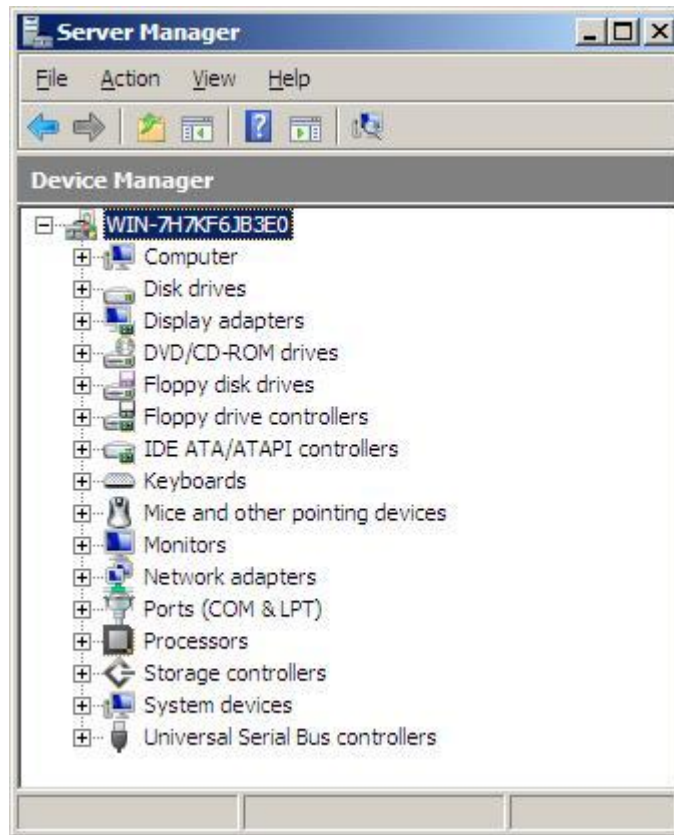 Server Manager
File Action View Help
Device Manager
WIN-7H7KF6JB3E0
Computer
Disk drives
Display adapters
DVD/CD-ROM drives
Floppy disk drives
Floppy drive controllers
IDE ATA/ATAPI controllers
Keyboards
Mice and other pointing devices
Monitors
Network adapters
Ports (COM & LPT)
Processors
Storage controllers
System devices
Universal Serial Bus controllers